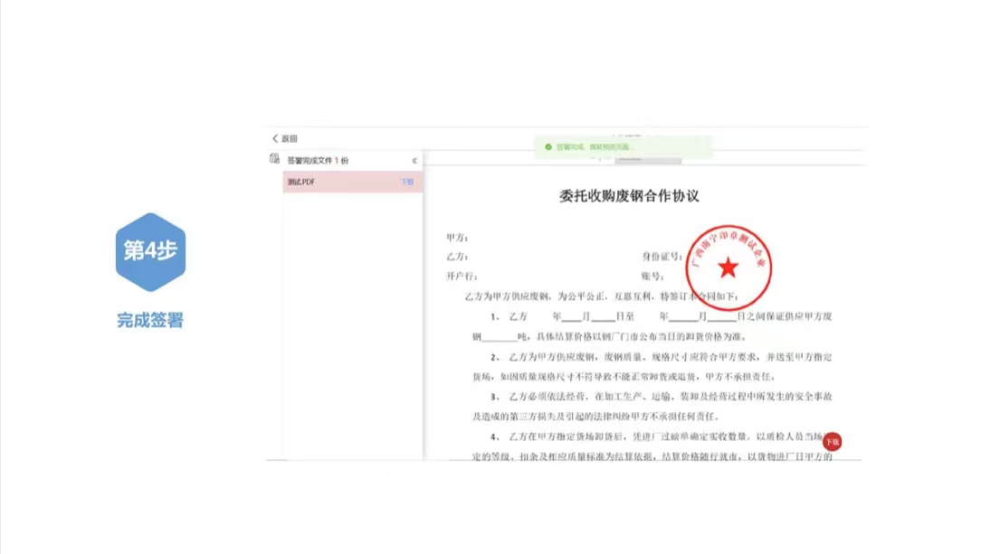 返回
签署完成，跳转预览页面
签署完成文件 1 份
测试.PDF
下载
第4步
完成签署
委托收购废钢合作协议
甲方：
乙方： 身份证号：
开户行： 账号：
广西南宁印章测试企业
乙方为甲方供应废钢，为公平公正、互惠互利，特签订本合同如下：
1、 乙方 年____月____日至 年____月____日之间保证供应甲方废
钢______吨，具体结算价格以钢厂门市公布当日的卸货价格为准。
2、 乙方为甲方供应废钢，废钢质量、规格尺寸应符合甲方要求，并送至甲方指定
货场，如因质量规格尺寸不符导致不能正常卸货或退货，甲方不承担责任。
3、 乙方必须依法经营，在加工生产、运输、装卸及经营过程中所发生的安全事故
及造成的第三方损失及引起的法律纠纷甲方不承担任何责任。
4、 乙方在甲方指定货场卸货后，凭进厂过磅单确定实收数量，以质检人员当场
定的等级、扣杂及相应质量标准为结算依据，结算价格随行就市，以货物进厂日甲方的
下载